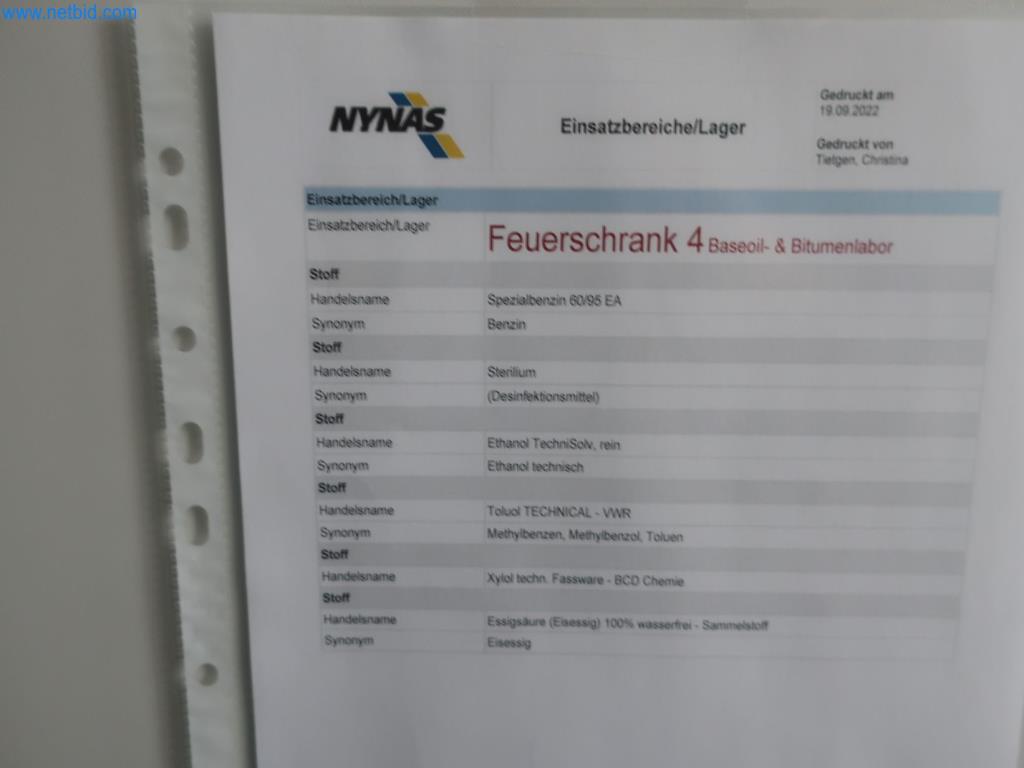 www.netbid.com
NYNAS
Einsatzbereiche/Lager
Gedruckt am
19.09.2022
Gedruckt von
Tietgen, Christina
Einsatzbereich/Lager
Einsatzbereich/Lager Feuerschrank 4 Baseoil- & Bitumenlabor
Stoff
Handelsname Spezialbenzin 60/95 EA
Synonym Benzin
Stoff
Handelsname Sterilium
Synonym (Desinfektionsmittel)
Stoff
Handelsname Ethanol TechniSolv, rein
Synonym Ethanol technisch
Stoff
Handelsname Toluol TECHNICAL - VWR
Synonym Methylbenzen, Methylbenzol, Toluen
Stoff
Handelsname Xylol techn. Fassware - BCD Chemie
Stoff
Handelsname Essigsäure (Eisessig) 100% wasserfrei - Sammelstoff
Synonym Eisessig